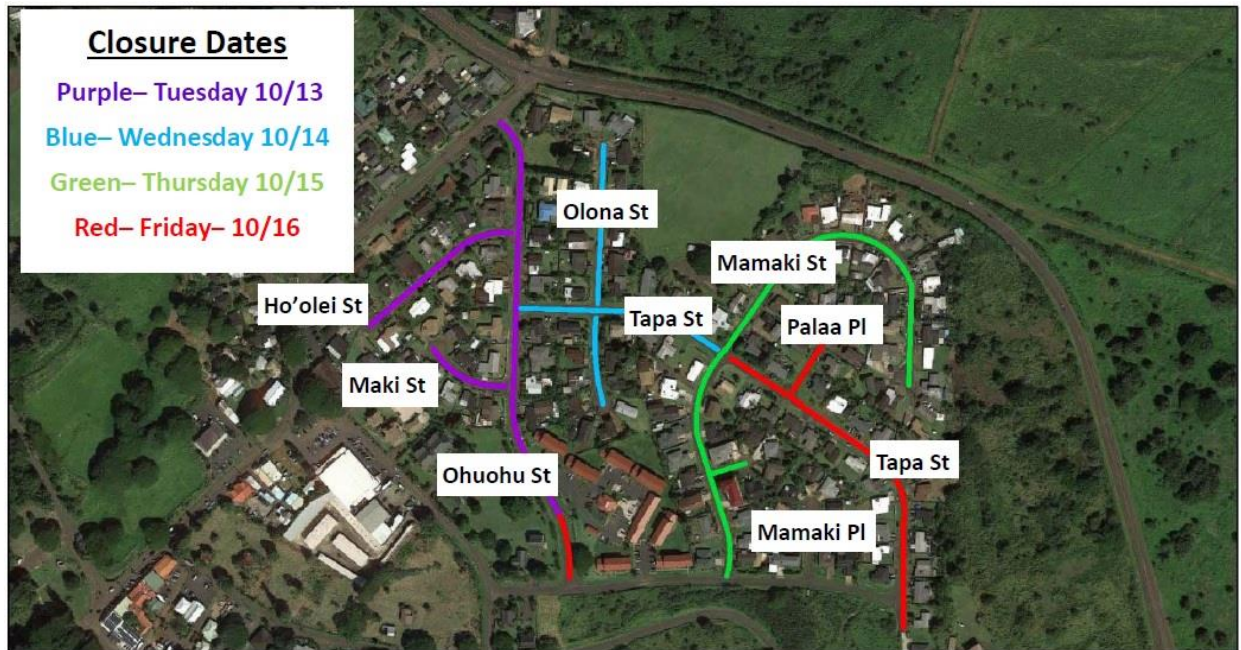 Closure Dates
Purple– Tuesday 10/13
Blue– Wednesday 10/14
Green– Thursday 10/15
Red– Friday– 10/16
Olona St
Mamaki St
Ho’olei St
Tapa St
Palaa Pl
Maki St
Ohuohu St
Tapa St
Mamaki Pl